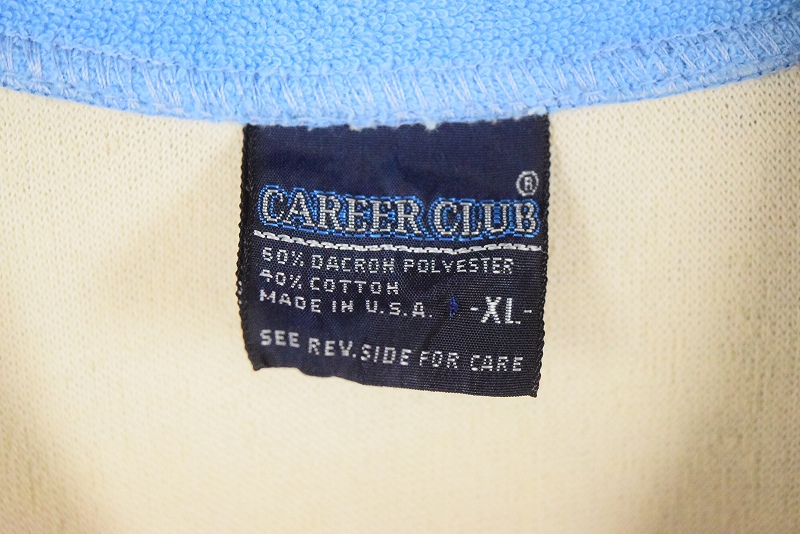 ®
CAREER CLUB
60% DACRON POLYESTER
40% COTTON
MADE IN U.S.A. -XL-
SEE REV. SIDE FOR CARE